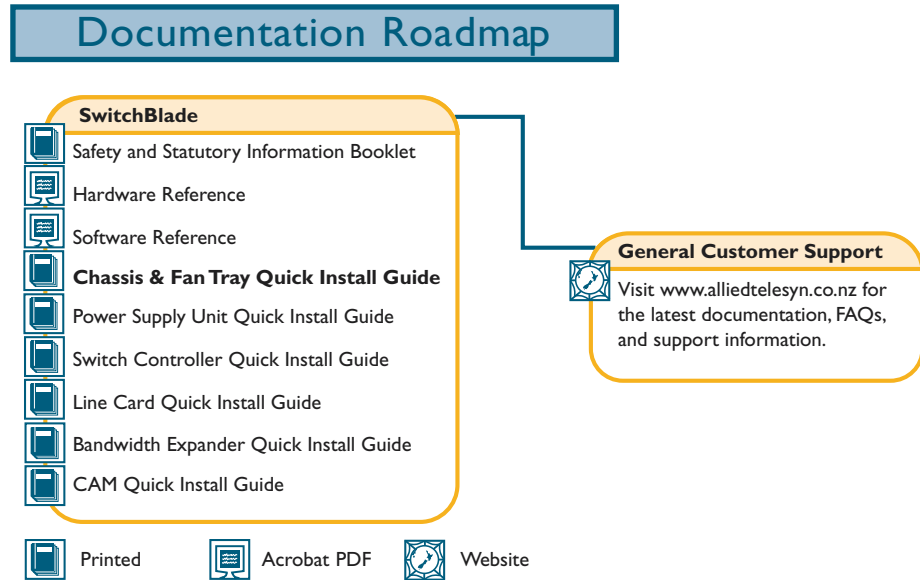 Documentation Roadmap
SwitchBlade
Safety and Statutory Information Booklet
Hardware Reference
Software Reference
Chassis & Fan Tray Quick Install Guide
Power Supply Unit Quick Install Guide
Switch Controller Quick Install Guide
Line Card Quick Install Guide
Bandwidth Expander Quick Install Guide
CAM Quick Install Guide
General Customer Support
Visit www.alliedtelesyn.co.nz for
the latest documentation, FAQs,
and support information.
Printed
Acrobat PDF
Website